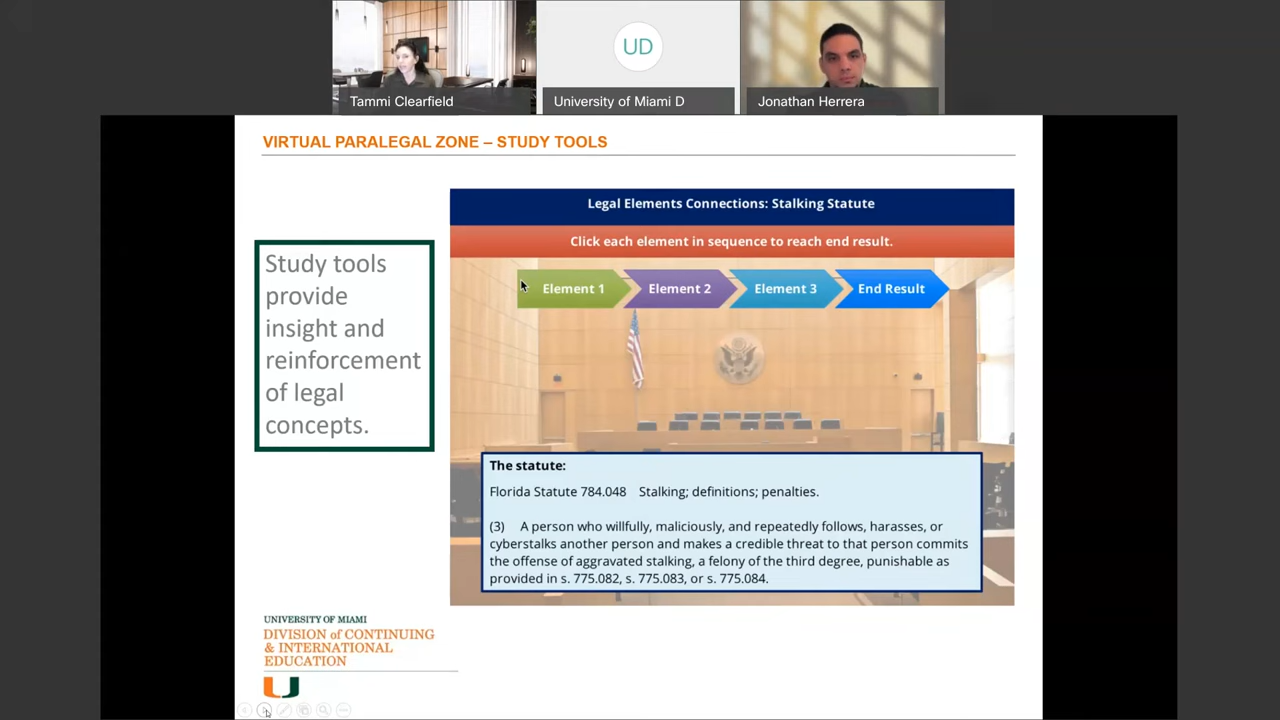 UD
Tammi Clearfield
University of Miami D
Jonathan Herrera
VIRTUAL PARALEGAL ZONE – STUDY TOOLS
Legal Elements Connections: Stalking Statute
Click each element in sequence to reach end result.
Element 1
Element 2
Element 3
End Result
Study tools
provide
insight and
reinforcement
of legal
concepts.
The statute:
Florida Statute 784.048 Stalking; definitions; penalties.
(3) A person who willfully, maliciously, and repeatedly follows, harasses, or
cyberstalks another person and makes a credible threat to that person commits
the offense of aggravated stalking, a felony of the third degree, punishable as
provided in s. 775.082, s. 775.083, or s. 775.084.
UNIVERSITY OF MIAMI
DIVISION of CONTINUING
& INTERNATIONAL
EDUCATION